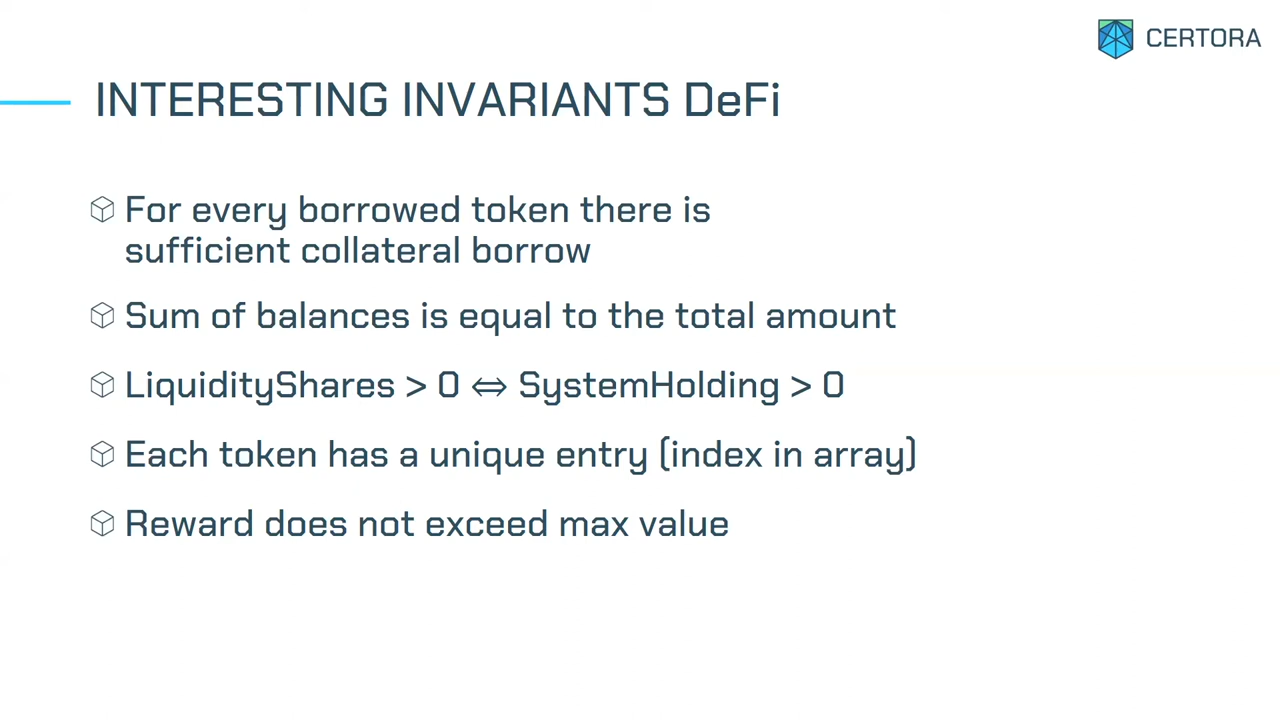 CERTORA
INTERESTING INVARIANTS DeFi
For every borrowed token there is
sufficient collateral borrow
Sum of balances is equal to the total amount
LiquidityShares > 0 ⇔ SystemHolding > 0
Each token has a unique entry (index in array)
Reward does not exceed max value